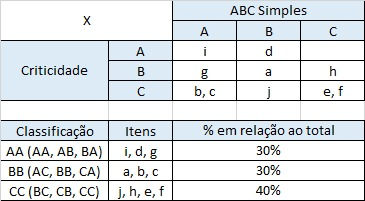 X ABC Simples
A B C
Criticidade A i d
B g a h
C b, c j e, f
Classificação Itens % em relação ao total
AA (AA, AB, BA) i, d, g 30%
BB (AC, BB, CA) a, b, c 30%
CC (BC, CB, CC) j, h, e, f 40%